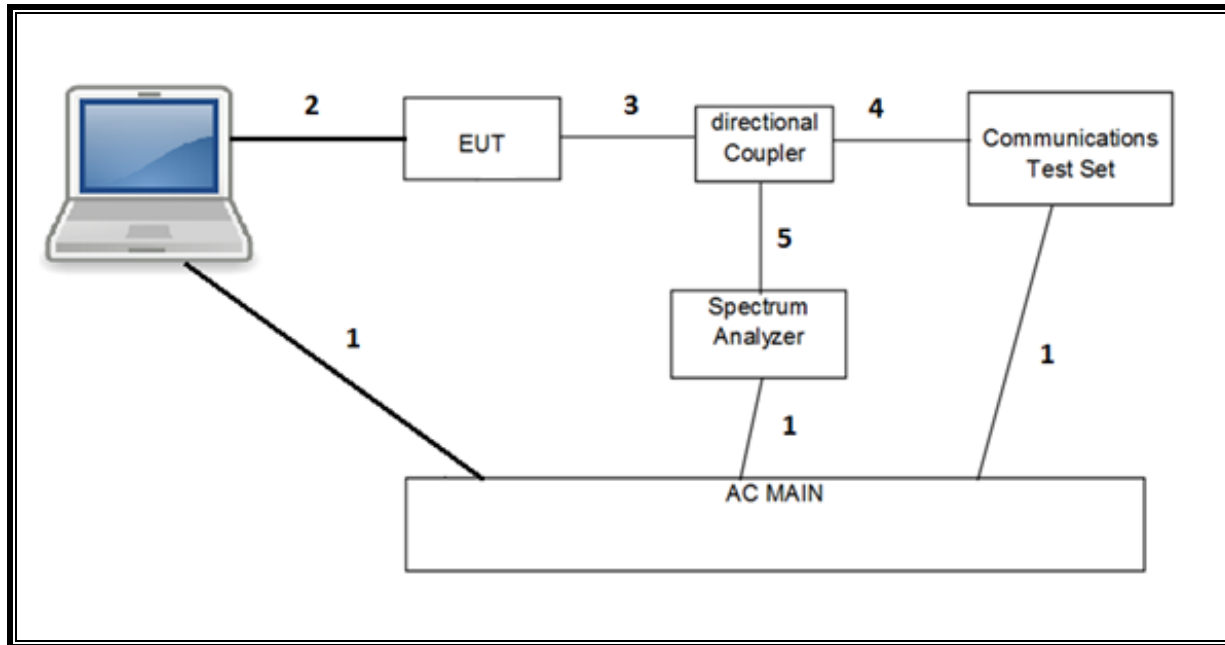 2
EUT
3
directional
Coupler
4
Communications
Test Set
5
Spectrum
Analyzer
1
1
1
AC MAIN